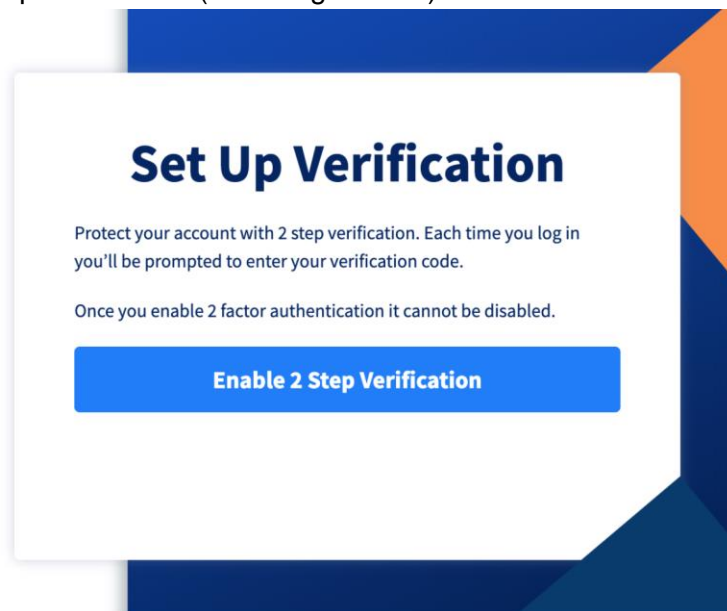 Set Up Verification
Protect your account with 2 step verification. Each time you log in
you’ll be prompted to enter your verification code.
Once you enable 2 factor authentication it cannot be disabled.
Enable 2 Step Verification